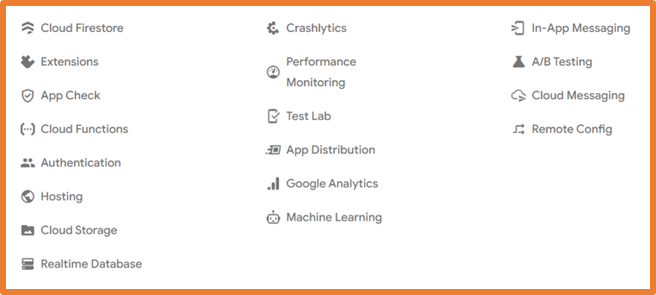 Cloud Firestore
Extensions
App Check
Cloud Functions
Authentication
Hosting
Cloud Storage
Realtime Database
Crashlytics
Performance
Monitoring
Test Lab
App Distribution
Google Analytics
Machine Learning
In-App Messaging
A/B Testing
Cloud Messaging
Remote Config